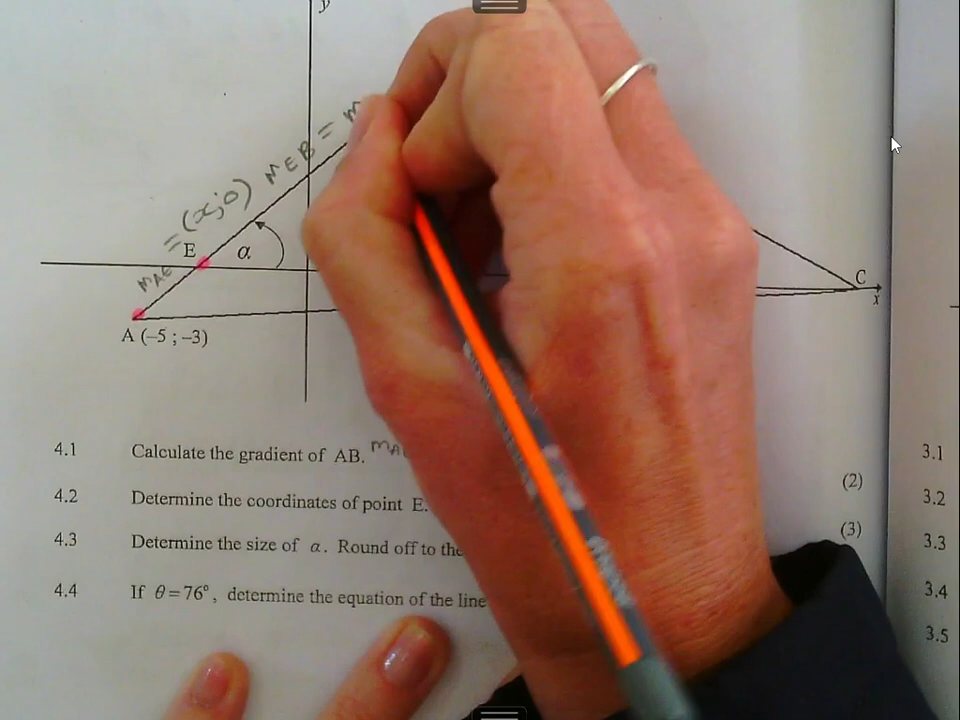 y
m_AE = (x;0) m_EB = m
E
α
C
x
A (−5 ; −3)
4.1 Calculate the gradient of AB.
(2)
4.2 Determine the coordinates of point E.
(3)
4.3 Determine the size of α. Round off to the
4.4 If θ=76°, determine the equation of the line
3.1
3.2
3.3
3.4
3.5